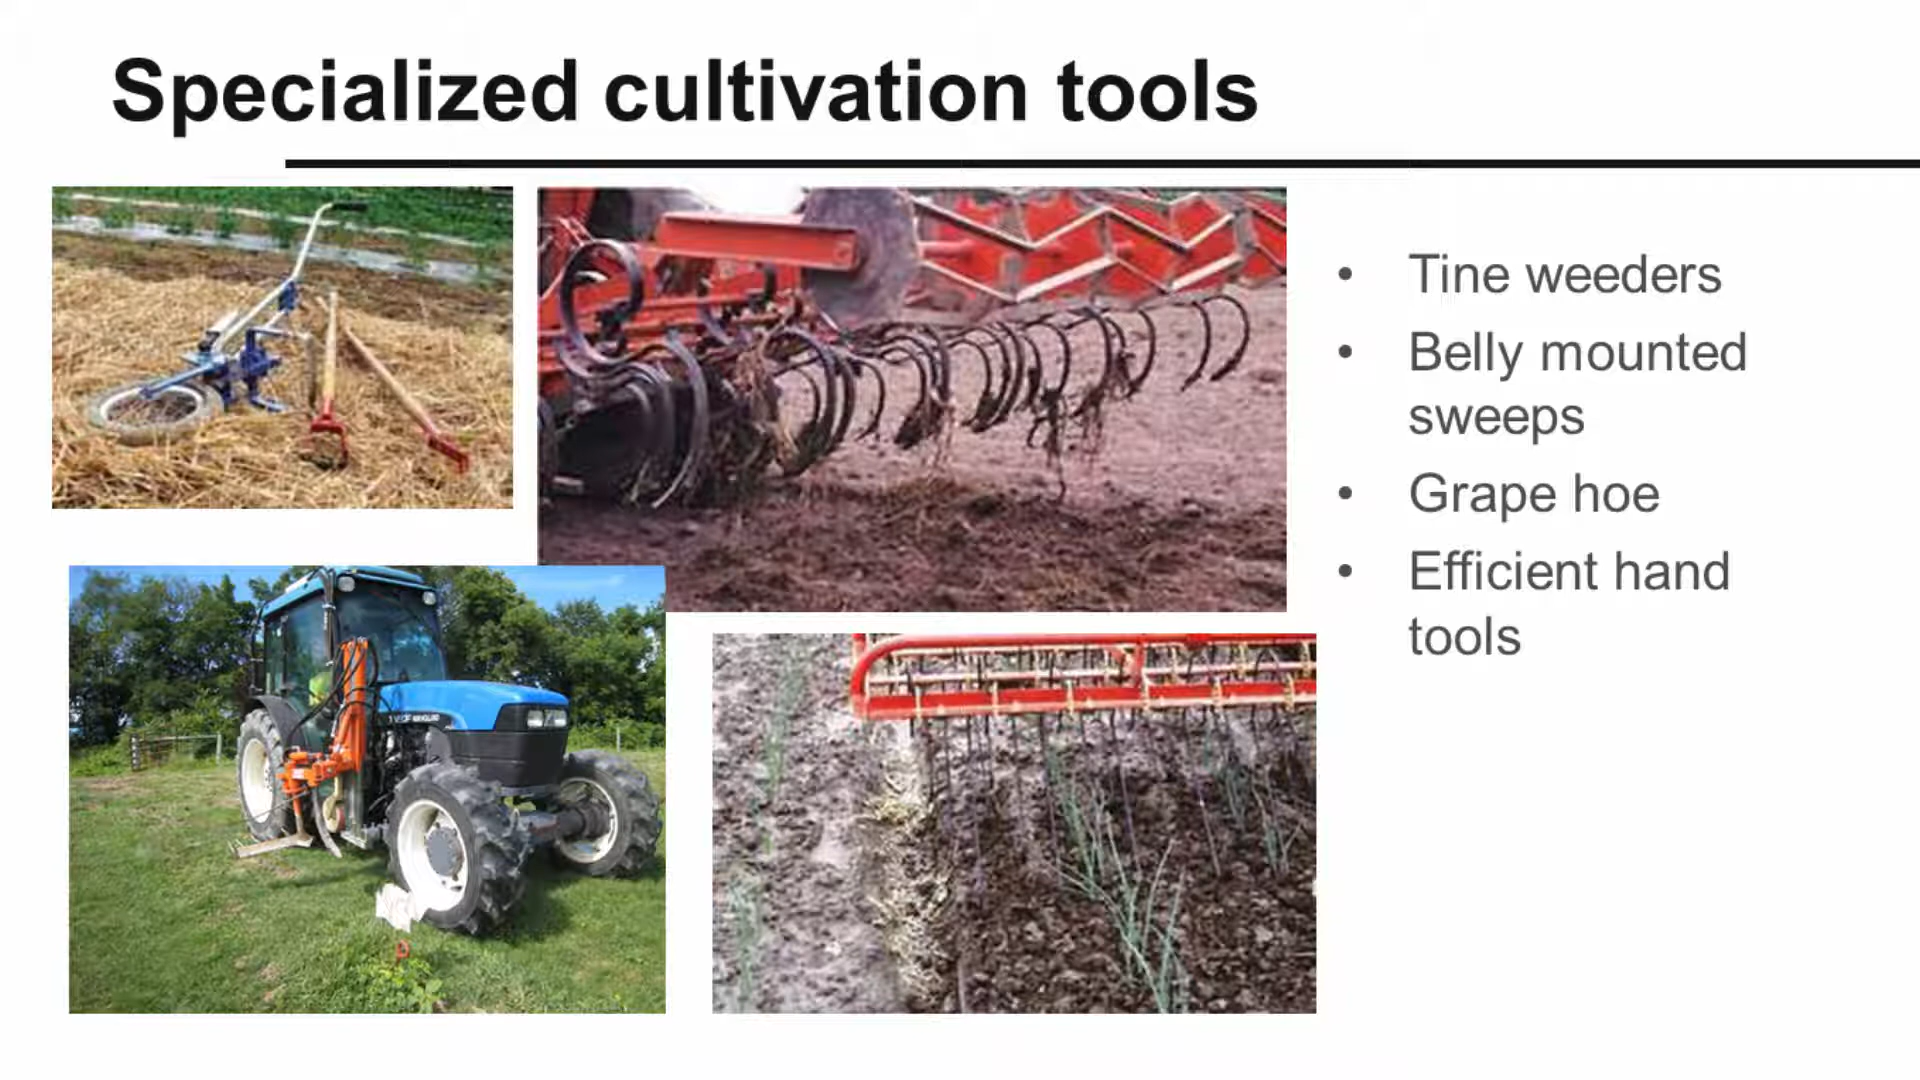 Specialized cultivation tools
• Tine weeders
• Belly mounted
sweeps
• Grape hoe
• Efficient hand
tools